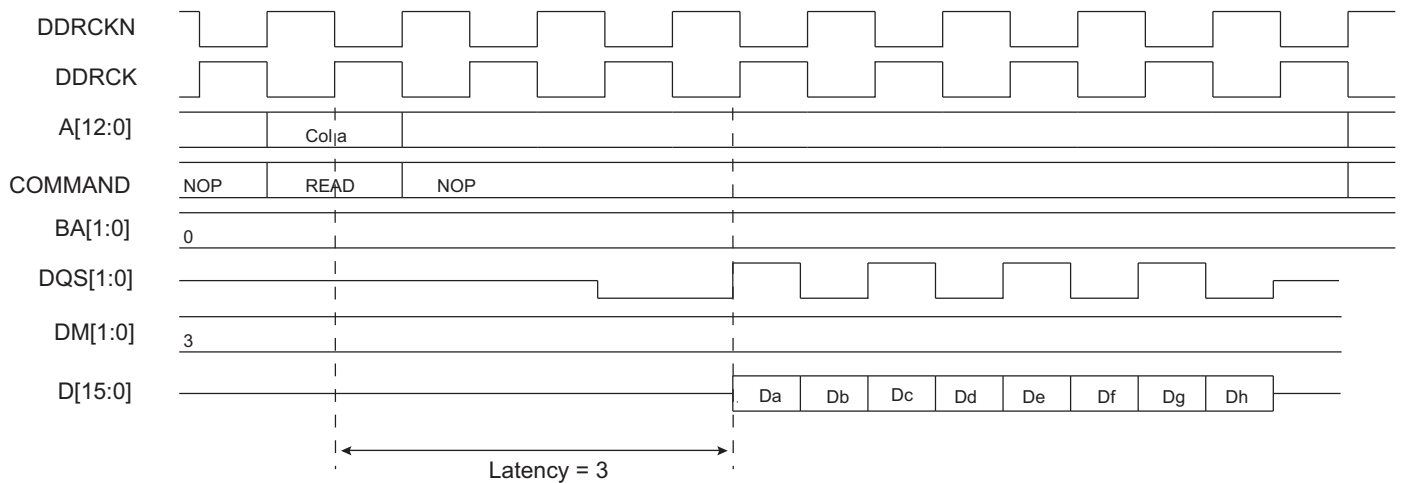 DDRCKN
DDRCK
A[12:0]
Col a
COMMAND
NOP READ NOP
BA[1:0]
0
DQS[1:0]
DM[1:0]
3
D[15:0]
Da Db Dc Dd De Df Dg Dh
Latency = 3